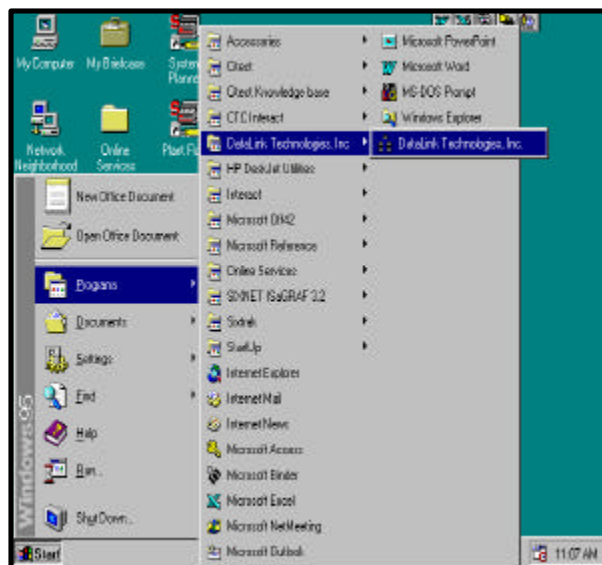 My Computer
My Briefcase
System
Planne
Network
Neighborhood
Online
Services
Plant Fl
New Office Document
Open Office Document
Programs
Documents
Settings
Find
Help
Run...
Shut Down...
Windows 95
Start
Accessories
Citect
Citect Knowledge base
CTC Interact
DataLink Technologies, Inc.
HP DeskJet Utilities
Interact
Microsoft Reference
Online Services
SIXNET ISaGRAF 3.2
Sixtrak
StartUp
Internet Explorer
Internet Mail
Internet News
Microsoft Access
Microsoft Binder
Microsoft Excel
Microsoft NetMeeting
Microsoft Outlook
Microsoft PowerPoint
Microsoft Word
MS-DOS Prompt
Windows Explorer
DataLink Technologies, Inc.
11:07 AM